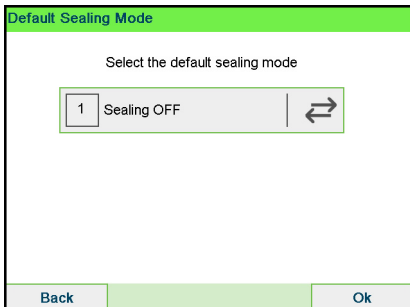 Default Sealing Mode
Select the default sealing mode
1 Sealing OFF
Back Ok